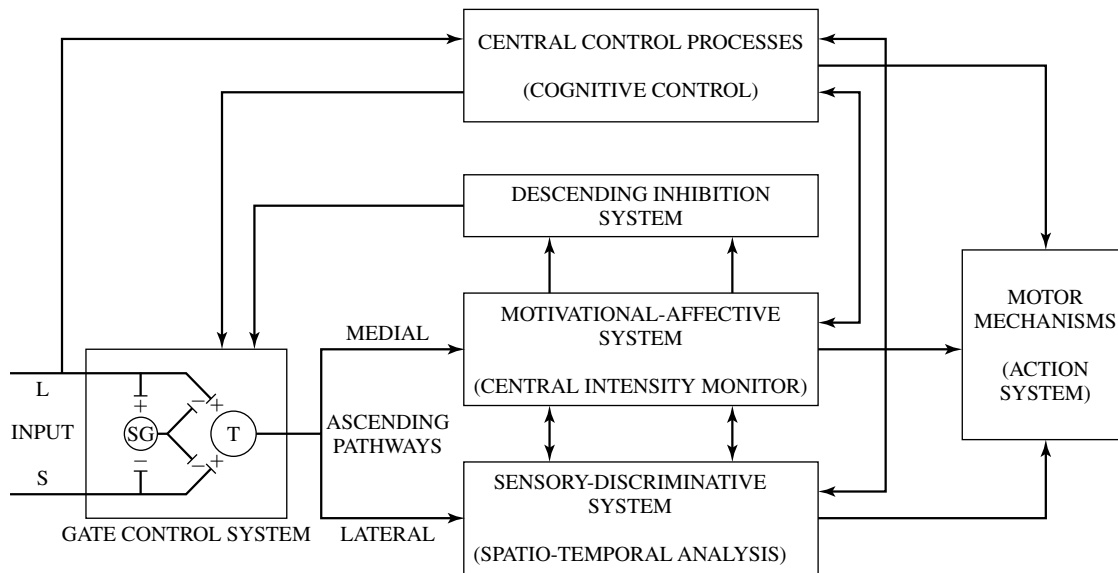 CENTRAL CONTROL PROCESSES
(COGNITIVE CONTROL)
DESCENDING INHIBITION
SYSTEM
MOTIVATIONAL-AFFECTIVE
SYSTEM
(CENTRAL INTENSITY MONITOR)
MOTOR
MECHANISMS
(ACTION
SYSTEM)
MEDIAL
L
INPUT
S
+
−
+
SG
T
−
−
+
ASCENDING
PATHWAYS
GATE CONTROL SYSTEM
LATERAL
SENSORY-DISCRIMINATIVE
SYSTEM
(SPATIO-TEMPORAL ANALYSIS)